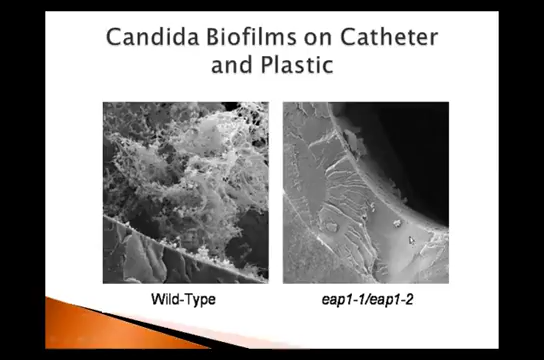 Candida Biofilms on Catheter
and Plastic
Wild-Type
eap1-1/eap1-2